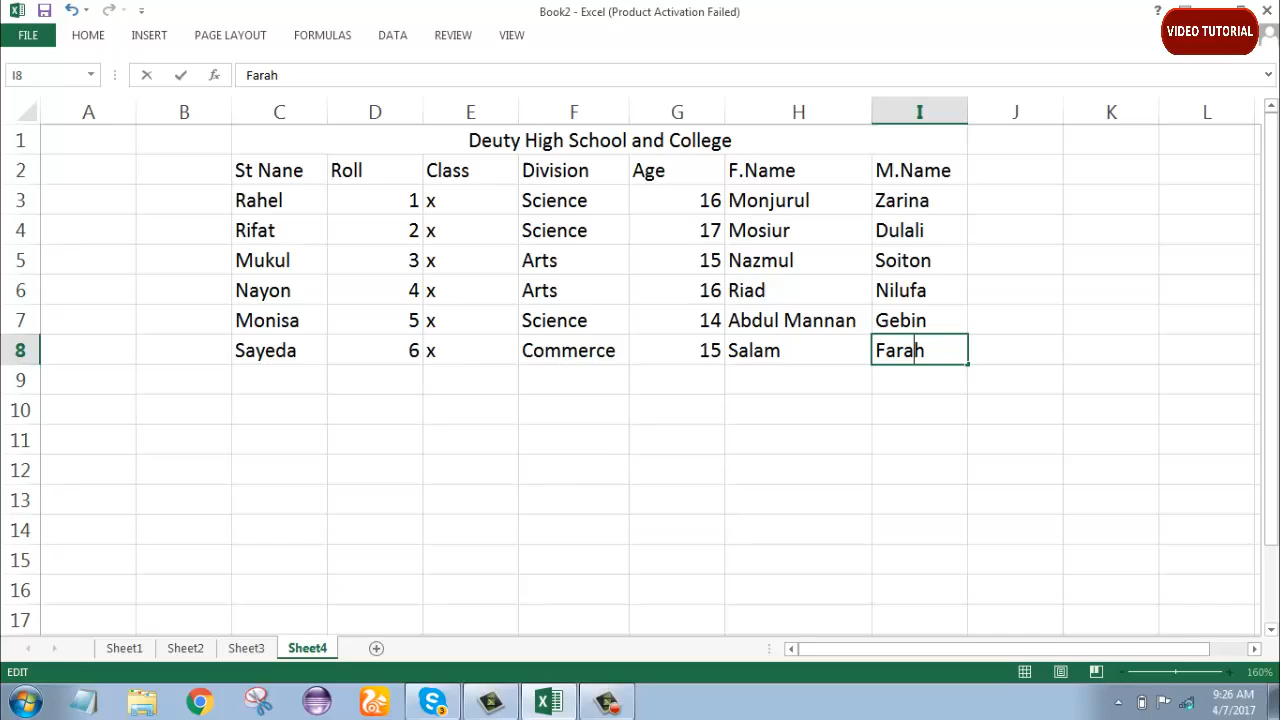 Book2 - Excel (Product Activation Failed)
?
VIDEO TUTORIAL
FILE HOME INSERT PAGE LAYOUT FORMULAS DATA REVIEW VIEW
I8 fx Farah
A B C D E F G H I J K L
1 Deuty High School and College
2 St Nane Roll Class Division Age F.Name M.Name
3 Rahel 1 x Science 16 Monjurul Zarina
4 Rifat 2 x Science 17 Mosiur Dulali
5 Mukul 3 x Arts 15 Nazmul Soiton
6 Nayon 4 x Arts 16 Riad Nilufa
7 Monisa 5 x Science 14 Abdul Mannan Gebin
8 Sayeda 6 x Commerce 15 Salam Farah
9
10
11
12
13
14
15
16
17
Sheet1 Sheet2 Sheet3 Sheet4
EDIT 160%
3
9:26 AM
4/7/2017